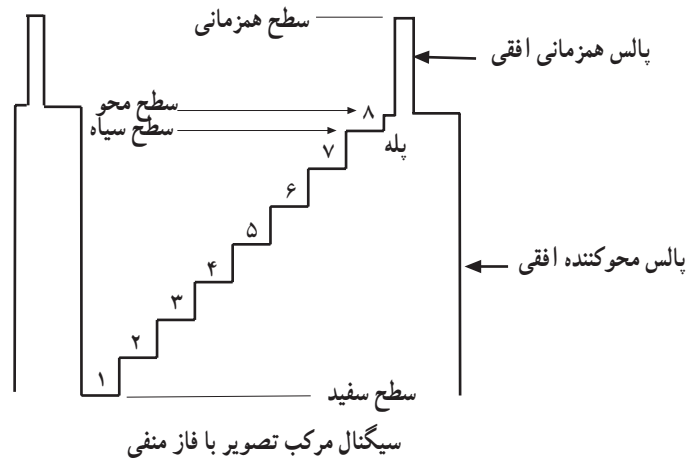 سطح همزمانی
پالس همزمانی افقی
سطح محو
سطح سیاه
۸
پله
۷
۶
۵
۴
۳
۲
۱
پالس محوکننده افقی
سطح سفید
سیگنال مرکب تصویر با فاز منفی